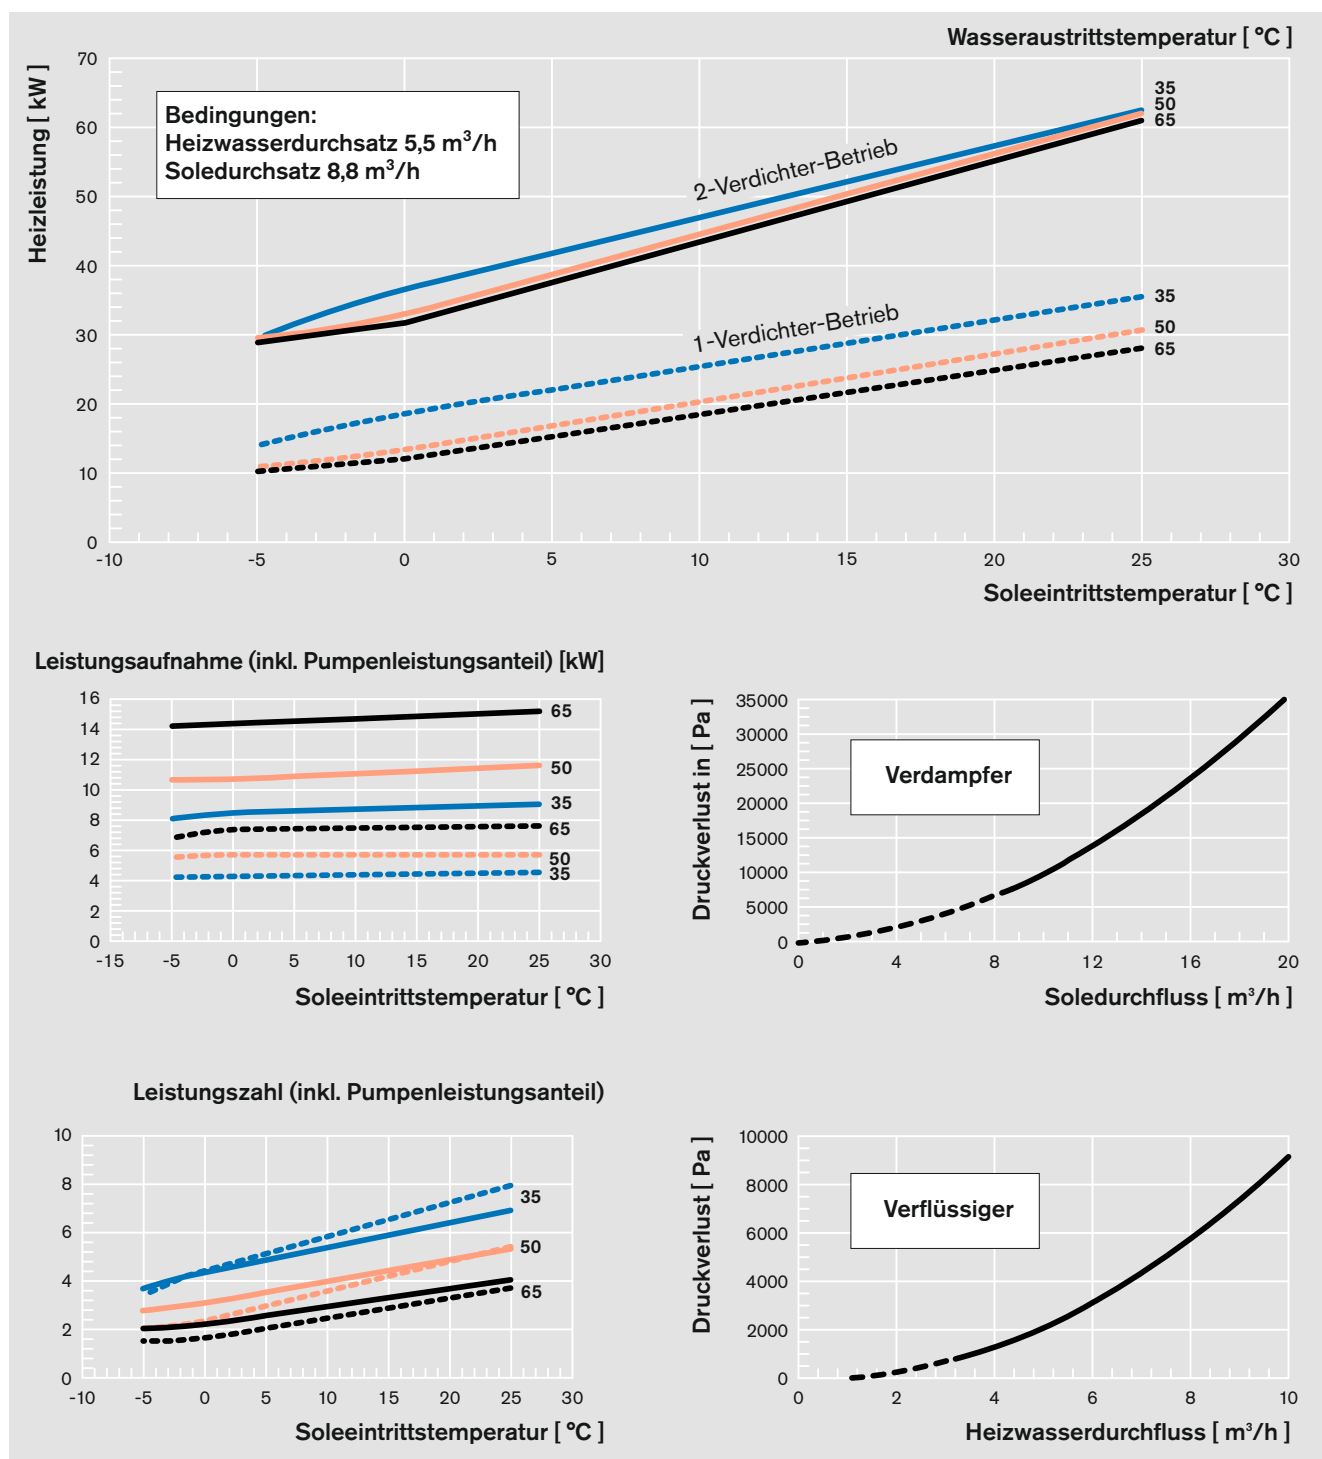 Wasseraustrittstemperatur [ °C ]
Heizleistung [ kW ]
70
60
50
40
30
20
10
0
Bedingungen:
Heizwasserdurchsatz 5,5 m³/h
Soledurchsatz 8,8 m³/h
2-Verdichter-Betrieb
35
50
65
1-Verdichter-Betrieb
35
50
65
-10 -5 0 5 10 15 20 25 30
Soleeintrittstemperatur [ °C ]
Leistungsaufnahme (inkl. Pumpenleistungsanteil) [kW]
16
14
12
10
8
6
4
2
0
65
50
35
65
50
35
-15 -5 0 5 10 15 20 25 30
Soleeintrittstemperatur [ °C ]
Druckverlust in [ Pa ]
35000
30000
25000
20000
15000
10000
5000
0
Verdampfer
0 4 8 12 16 20
Soledurchfluss [ m³/h ]
Leistungszahl (inkl. Pumpenleistungsanteil)
10
8
6
4
2
0
35
50
65
-10 -5 0 5 10 15 20 25 30
Soleeintrittstemperatur [ °C ]
Druckverlust [ Pa ]
10000
8000
6000
4000
2000
0
Verflüssiger
0 2 4 6 8 10
Heizwasserdurchfluss [ m³/h ]